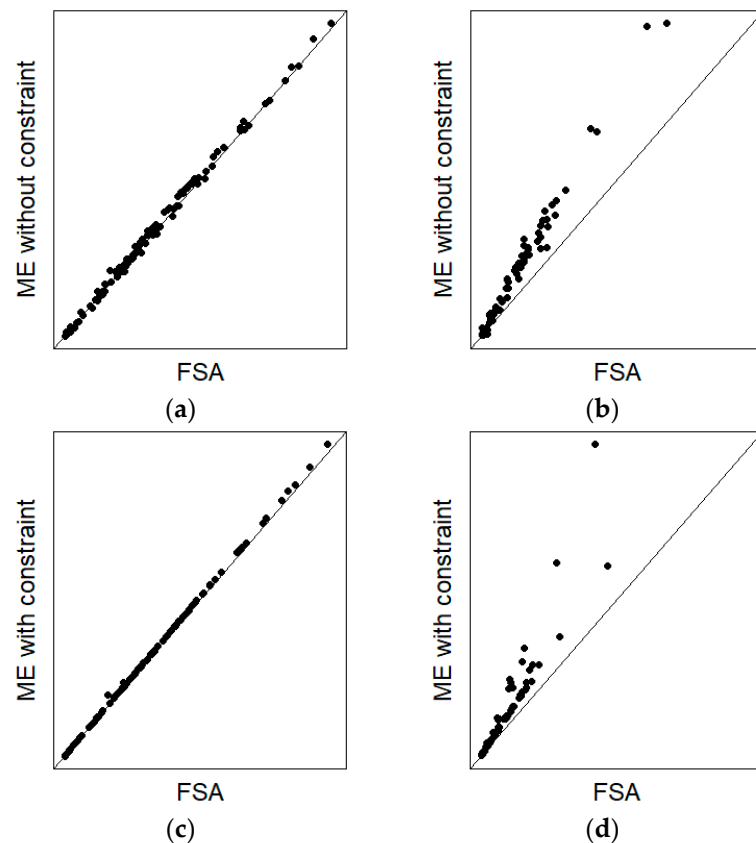 ME without constraint
FSA
(a)
ME without constraint
FSA
(b)
ME with constraint
FSA
(c)
ME with constraint
FSA
(d)